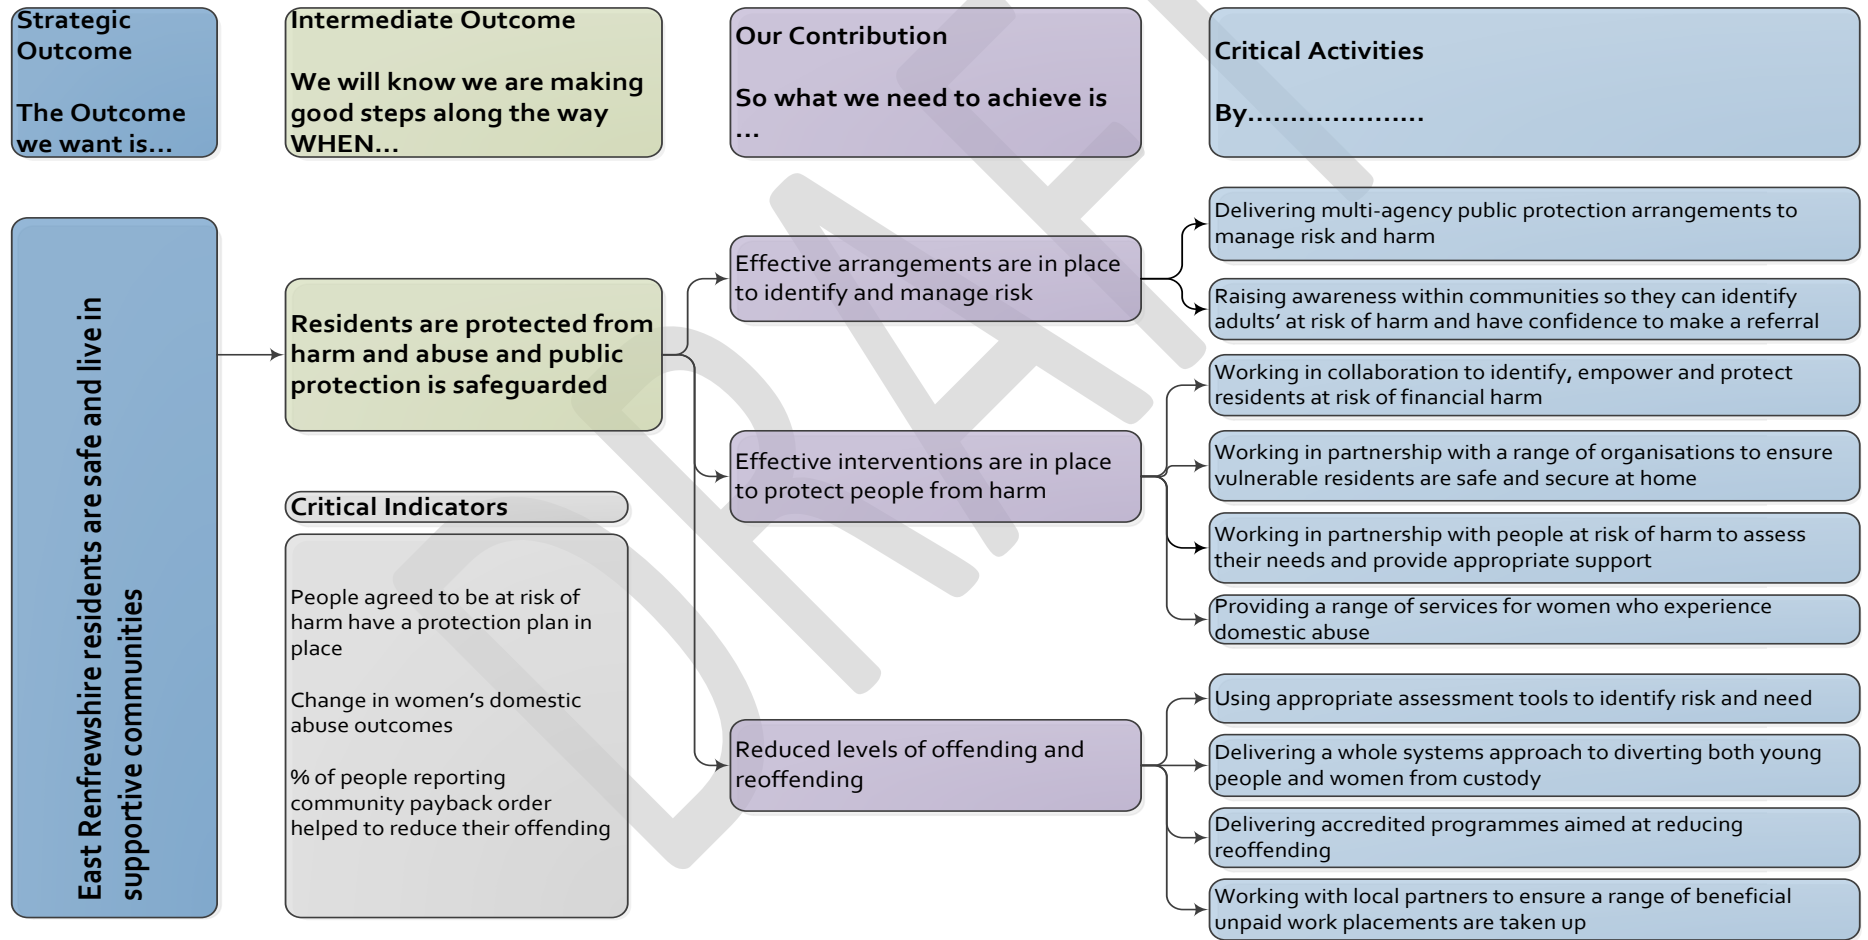 Strategic
Outcome
The Outcome
we want is...
Intermediate Outcome
We will know we are making
good steps along the way
WHEN...
Our Contribution
So what we need to achieve is
...
Critical Activities
By.....................
East Renfrewshire residents are safe and live in
supportive communities
Residents are protected from
harm and abuse and public
protection is safeguarded
Critical Indicators
People agreed to be at risk of
harm have a protection plan in
place
Change in women’s domestic
abuse outcomes
% of people reporting
community payback order
helped to reduce their offending
Effective arrangements are in place
to identify and manage risk
Effective interventions are in place
to protect people from harm
Reduced levels of offending and
reoffending
Delivering multi-agency public protection arrangements to
manage risk and harm
Raising awareness within communities so they can identify
adults’ at risk of harm and have confidence to make a referral
Working in collaboration to identify, empower and protect
residents at risk of financial harm
Working in partnership with a range of organisations to ensure
vulnerable residents are safe and secure at home
Working in partnership with people at risk of harm to assess
their needs and provide appropriate support
Providing a range of services for women who experience
domestic abuse
Using appropriate assessment tools to identify risk and need
Delivering a whole systems approach to diverting both young
people and women from custody
Delivering accredited programmes aimed at reducing
reoffending
Working with local partners to ensure a range of beneficial
unpaid work placements are taken up
DRAFT